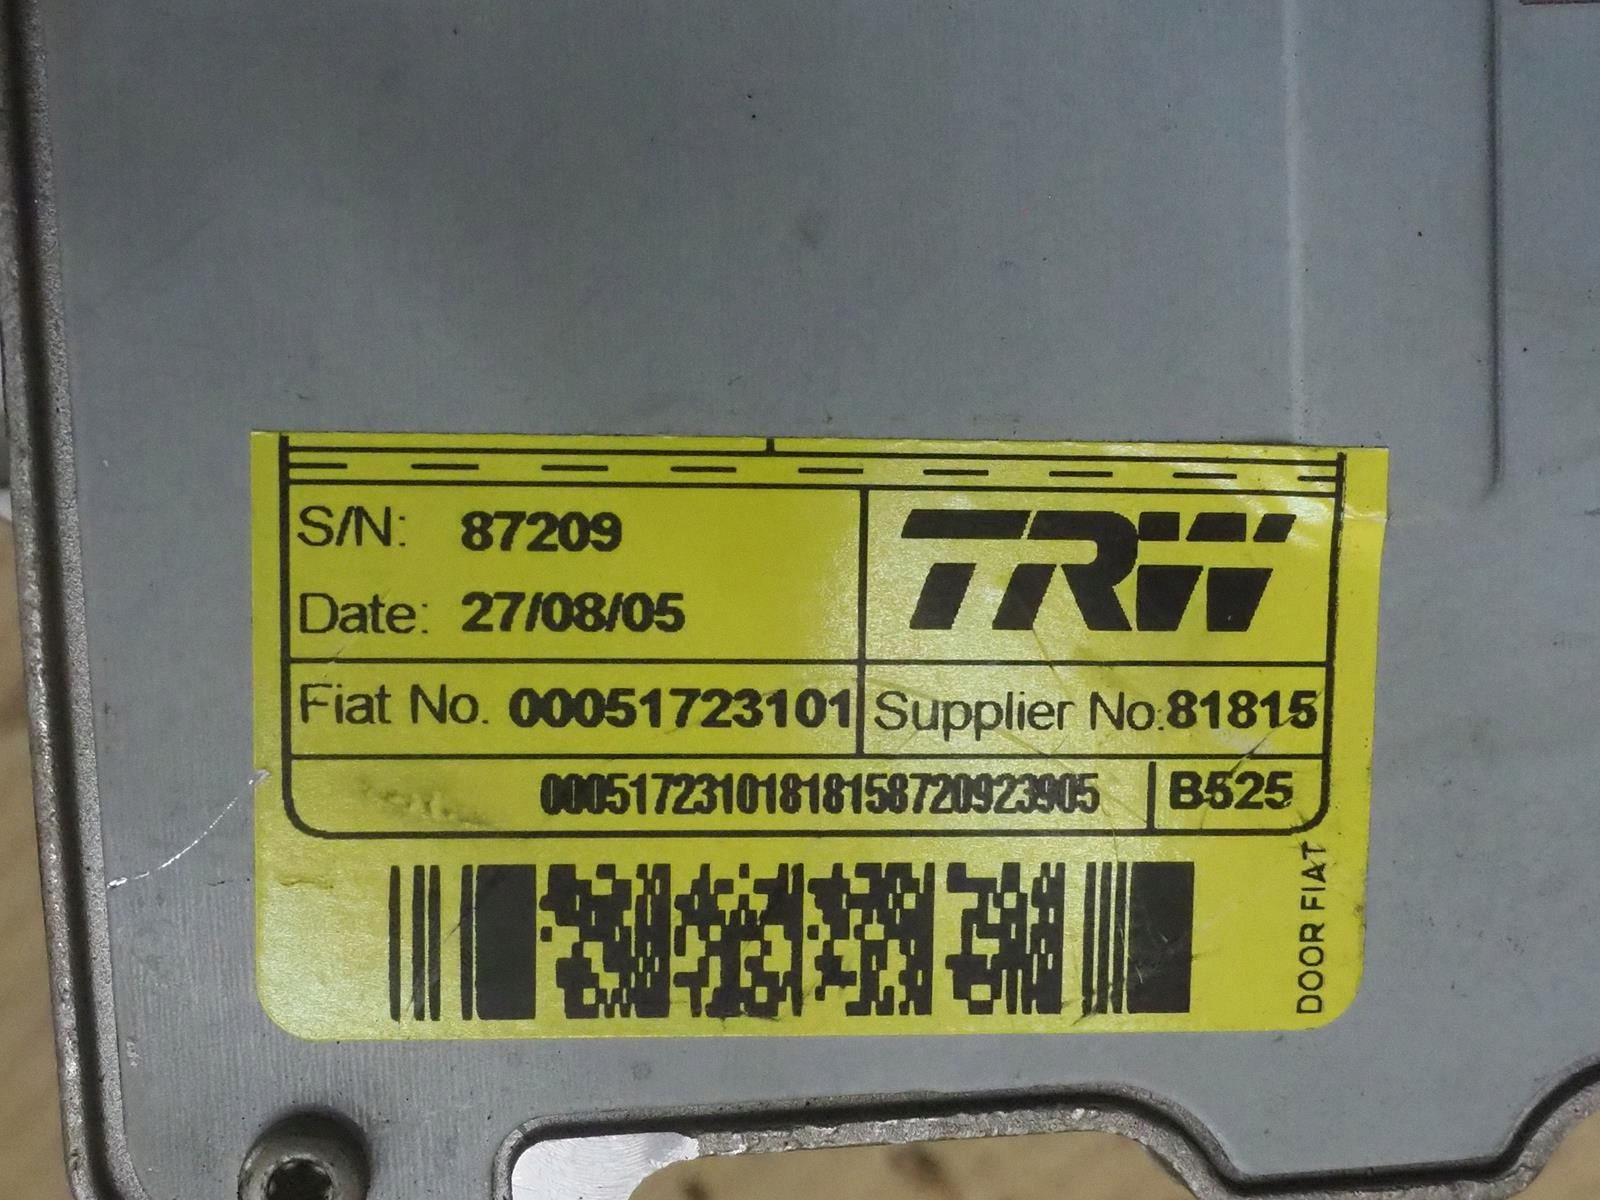 S/N: 87209
TRW
Date: 27/08/05
Fiat No. 00051723101 Supplier No:81815
00051723101818158720923905 B525
DOOR FIAT